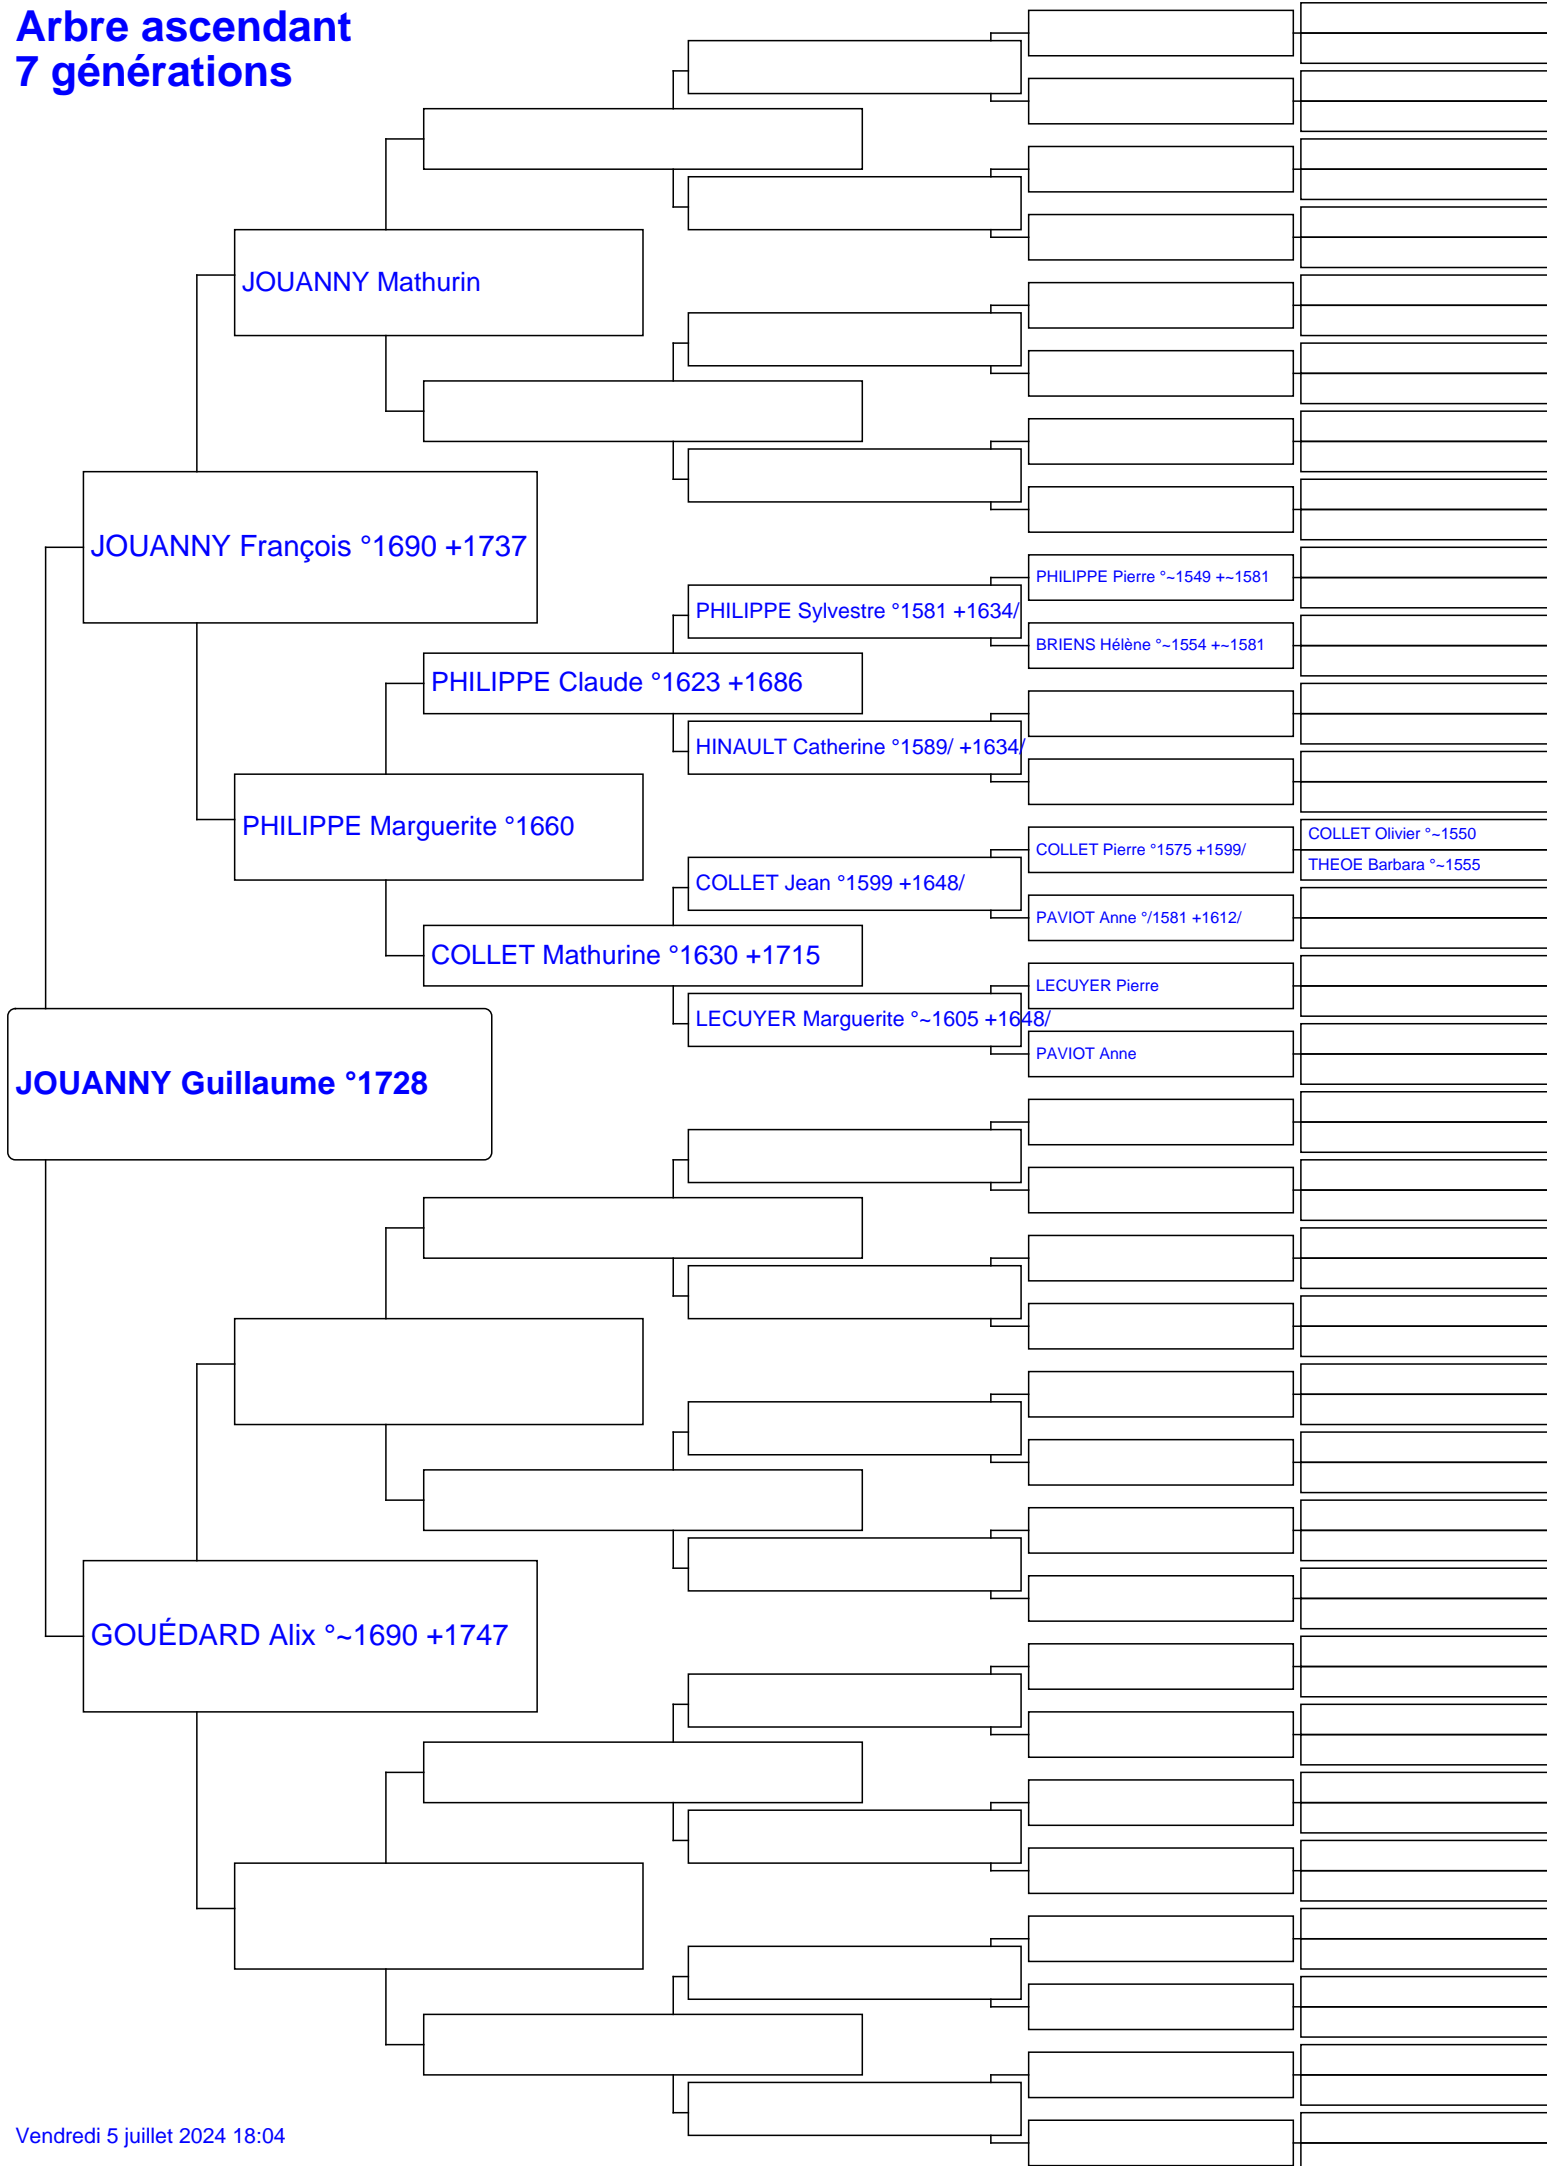 Arbre ascendant
7 générations
JOUANNY Mathurin
JOUANNY François °1690 +1737
PHILIPPE Pierre °~1549 +~1581
PHILIPPE Sylvestre °1581 +1634/
BRIENS Hélène °~1554 +~1581
PHILIPPE Claude °1623 +1686
HINAULT Catherine °1589/ +1634/
PHILIPPE Marguerite °1660
COLLET Olivier °~1550
COLLET Pierre °1575 +1599/
THEOE Barbara °~1555
COLLET Jean °1599 +1648/
PAVIOT Anne °/1581 +1612/
COLLET Mathurine °1630 +1715
LECUYER Pierre
LECUYER Marguerite °~1605 +1648/
PAVIOT Anne
JOUANNY Guillaume °1728
GOUÉDARD Alix °~1690 +1747
Vendredi 5 juillet 2024 18:04